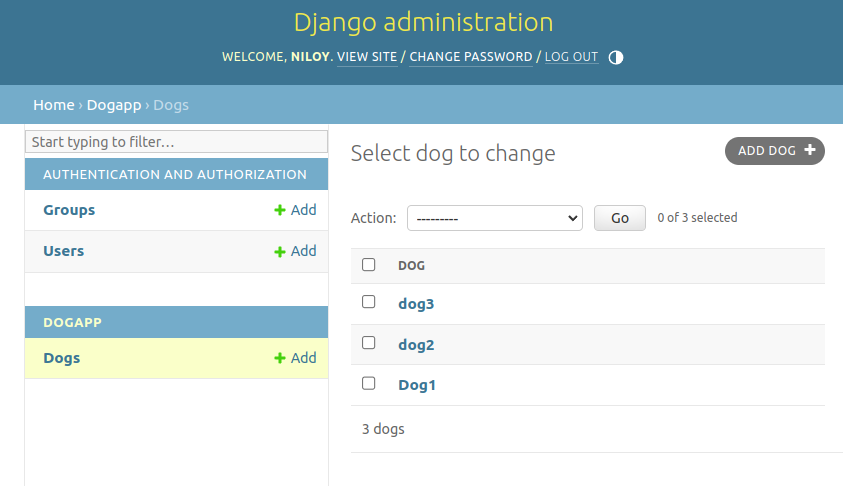 Django administration
WELCOME, NILOY. VIEW SITE / CHANGE PASSWORD / LOG OUT
Home › Dogapp › Dogs
Start typing to filter...
AUTHENTICATION AND AUTHORIZATION
Groups + Add
Users + Add
DOGAPP
Dogs + Add
Select dog to change
ADD DOG +
Action: --------- Go 0 of 3 selected
DOG
dog3
dog2
Dog1
3 dogs